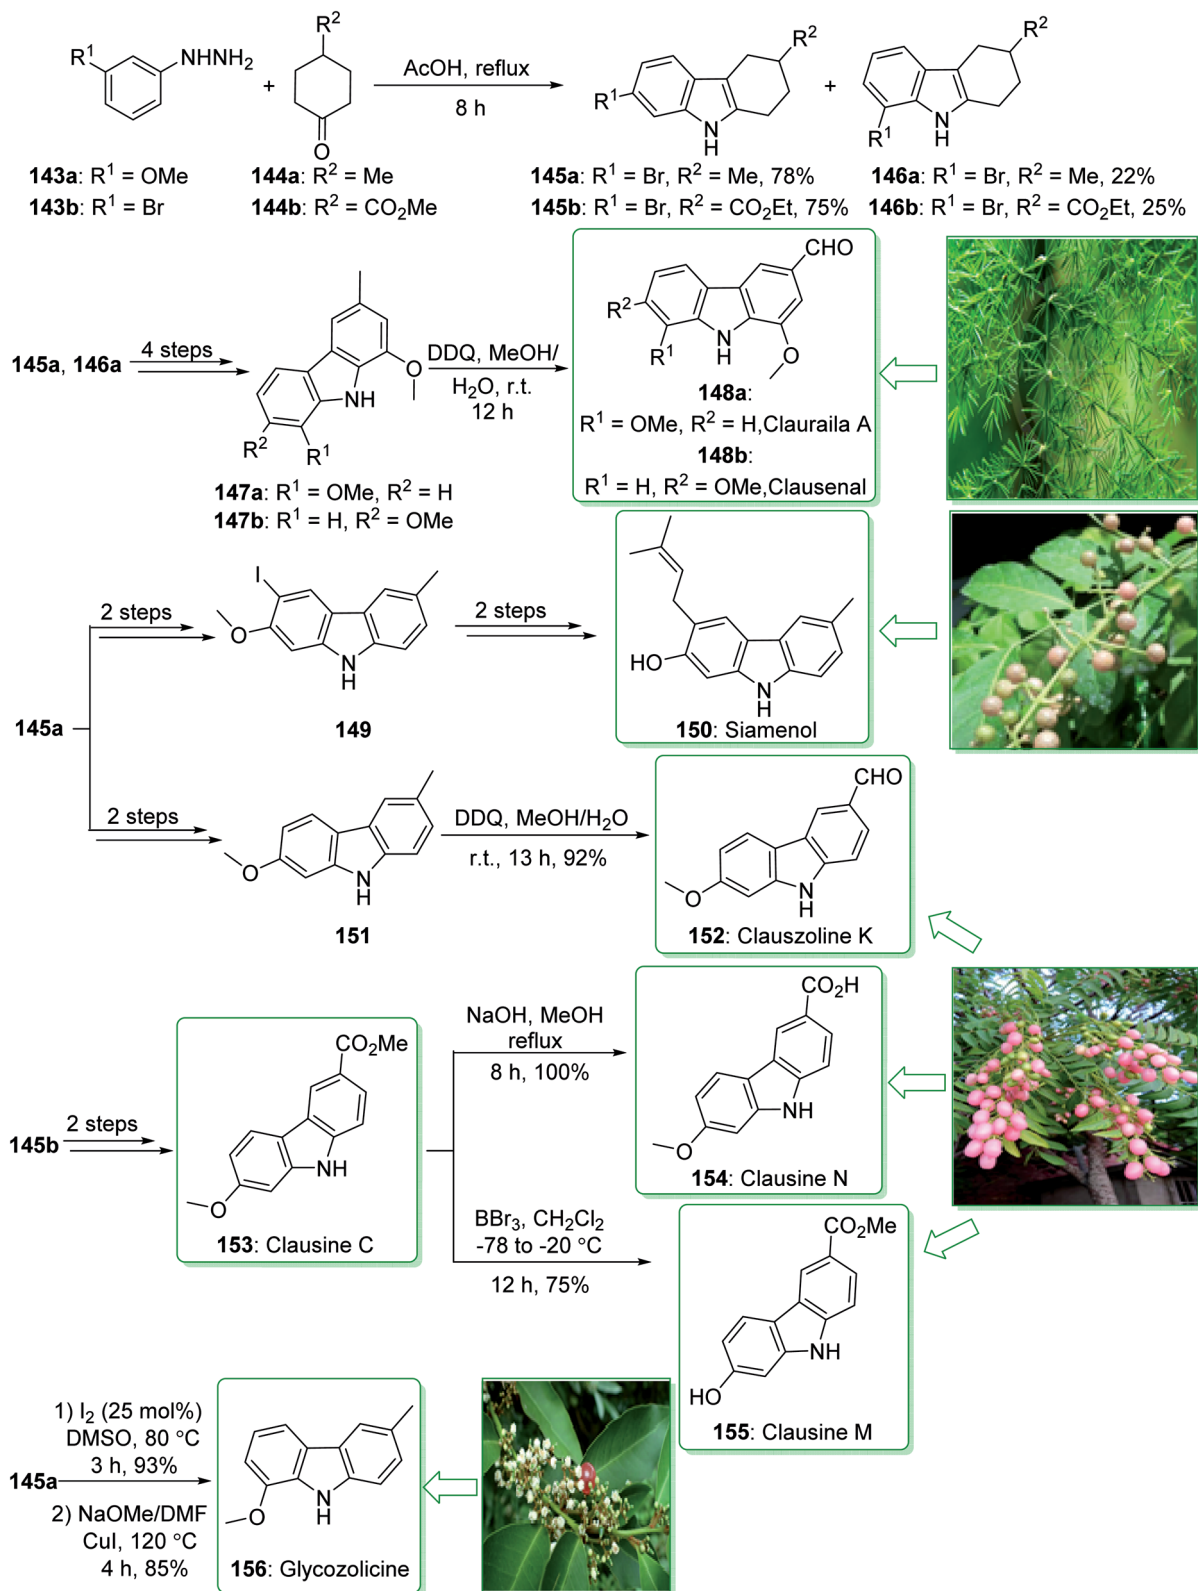 R¹
NHNH₂
+
R²
O
AcOH, reflux
8 h
R²
R¹
N
H
+
R²
R¹
N
H
143a: R¹ = OMe
143b: R¹ = Br
144a: R² = Me
144b: R² = CO₂Me
145a: R¹ = Br, R² = Me, 78%
145b: R¹ = Br, R² = CO₂Et, 75%
146a: R¹ = Br, R² = Me, 22%
146b: R¹ = Br, R² = CO₂Et, 25%
145a, 146a
4 steps
O
NH
R²
R¹
147a: R¹ = OMe, R² = H
147b: R¹ = H, R² = OMe
DDQ, MeOH/
H₂O, r.t.
12 h
CHO
R²
R¹
N
H
O
148a:
R¹ = OMe, R² = H,Clauraila A
148b:
R¹ = H, R² = OMe,Clausenal
145a
2 steps
I
O
N
H
149
2 steps
HO
N
H
150: Siamenol
2 steps
O
N
H
151
DDQ, MeOH/H₂O
r.t., 13 h, 92%
CHO
O
N
H
152: Clauszoline K
145b
2 steps
CO₂Me
NH
O
153: Clausine C
NaOH, MeOH
reflux
8 h, 100%
CO₂H
NH
O
154: Clausine N
BBr₃, CH₂Cl₂
-78 to -20 °C
12 h, 75%
CO₂Me
NH
HO
155: Clausine M
145a
1) I₂ (25 mol%)
DMSO, 80 °C
3 h, 93%
2) NaOMe/DMF
CuI, 120 °C
4 h, 85%
O
N
H
156: Glycozolicine